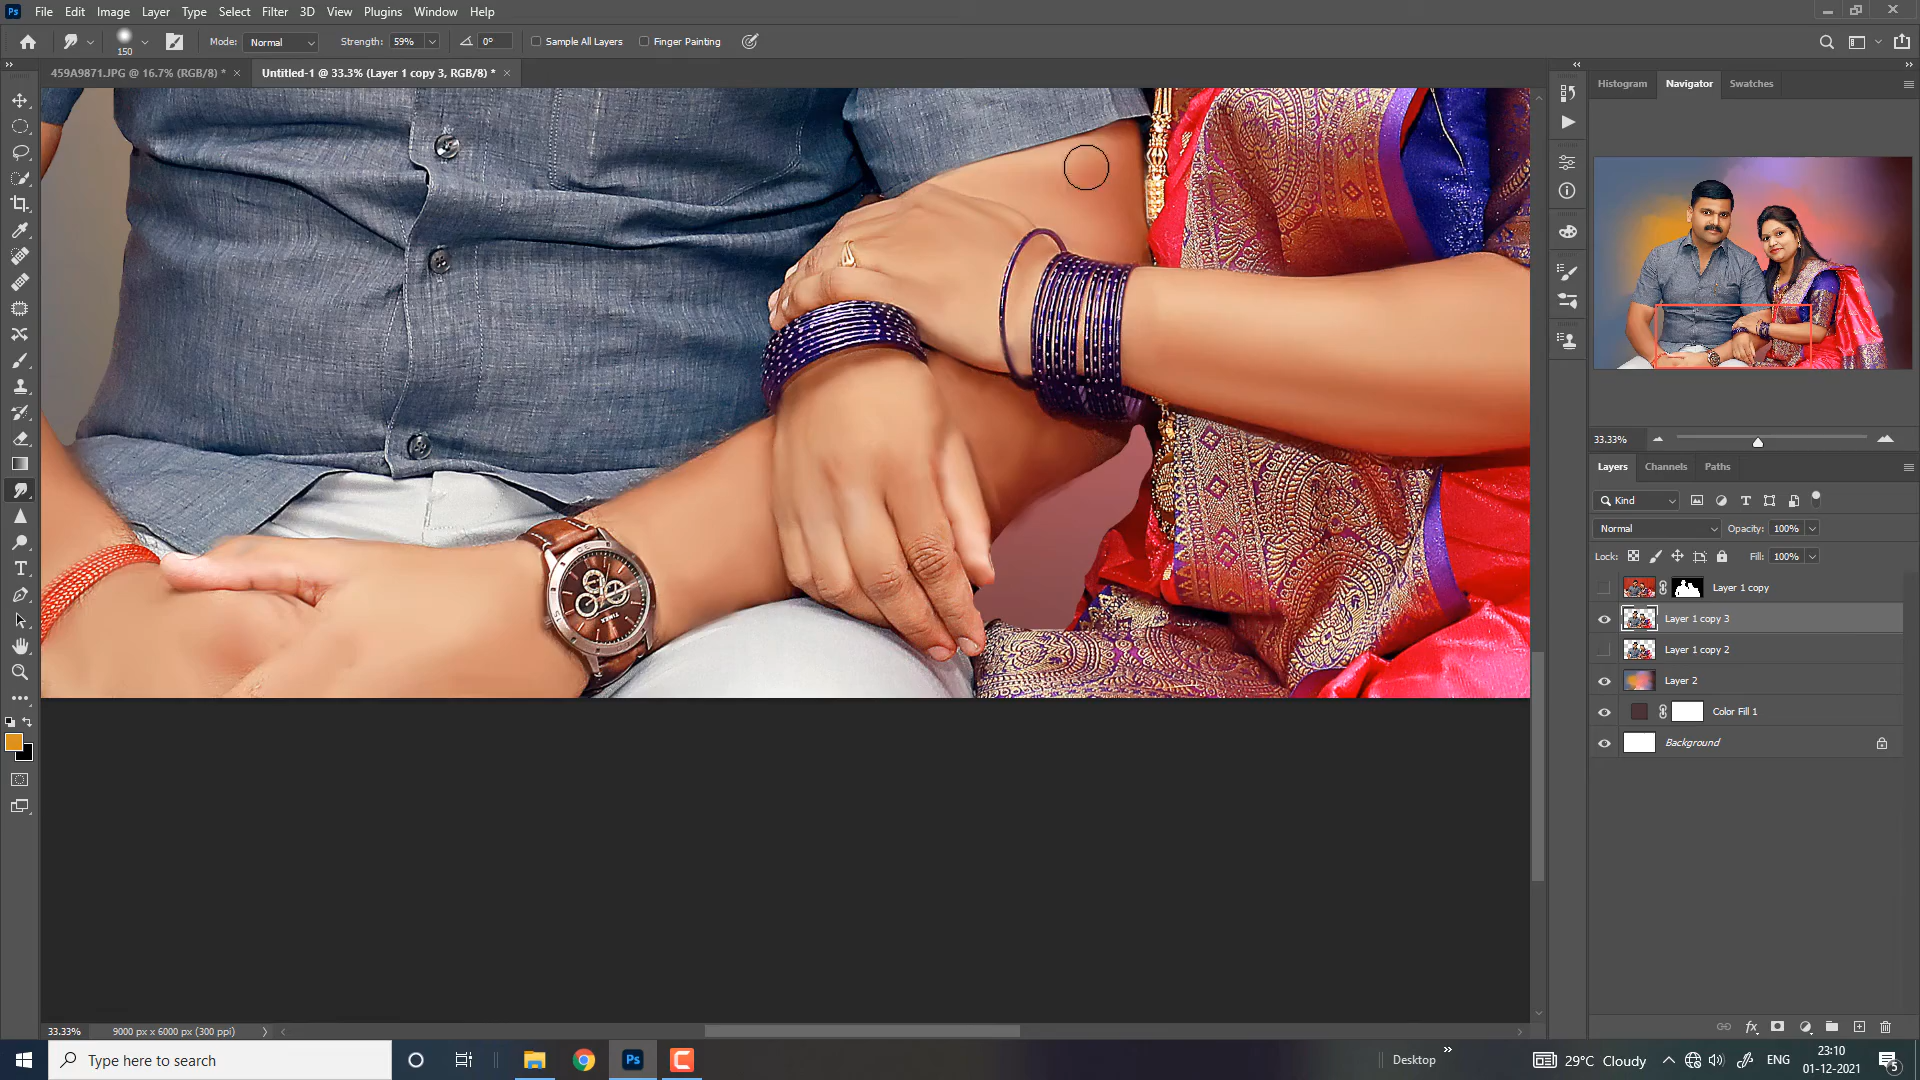 Ps File Edit Image Layer Type Select Filter 3D View Plugins Window Help
150 Mode: Normal Strength: 59% 0° Sample All Layers Finger Painting
459A9871.JPG @ 16.7% (RGB/8) * × Untitled-1 @ 33.3% (Layer 1 copy 3, RGB/8) * ×
Histogram Navigator Swatches
33.33%
Layers Channels Paths
Kind
Normal Opacity: 100%
Lock: Fill: 100%
Layer 1 copy
Layer 1 copy 3
Layer 1 copy 2
Layer 2
Color Fill 1
Background
TIMEX
33.33% 9000 px x 6000 px (300 ppi)
Type here to search
Ps
Desktop
29°C Cloudy
ENG
23:10
01-12-2021
5